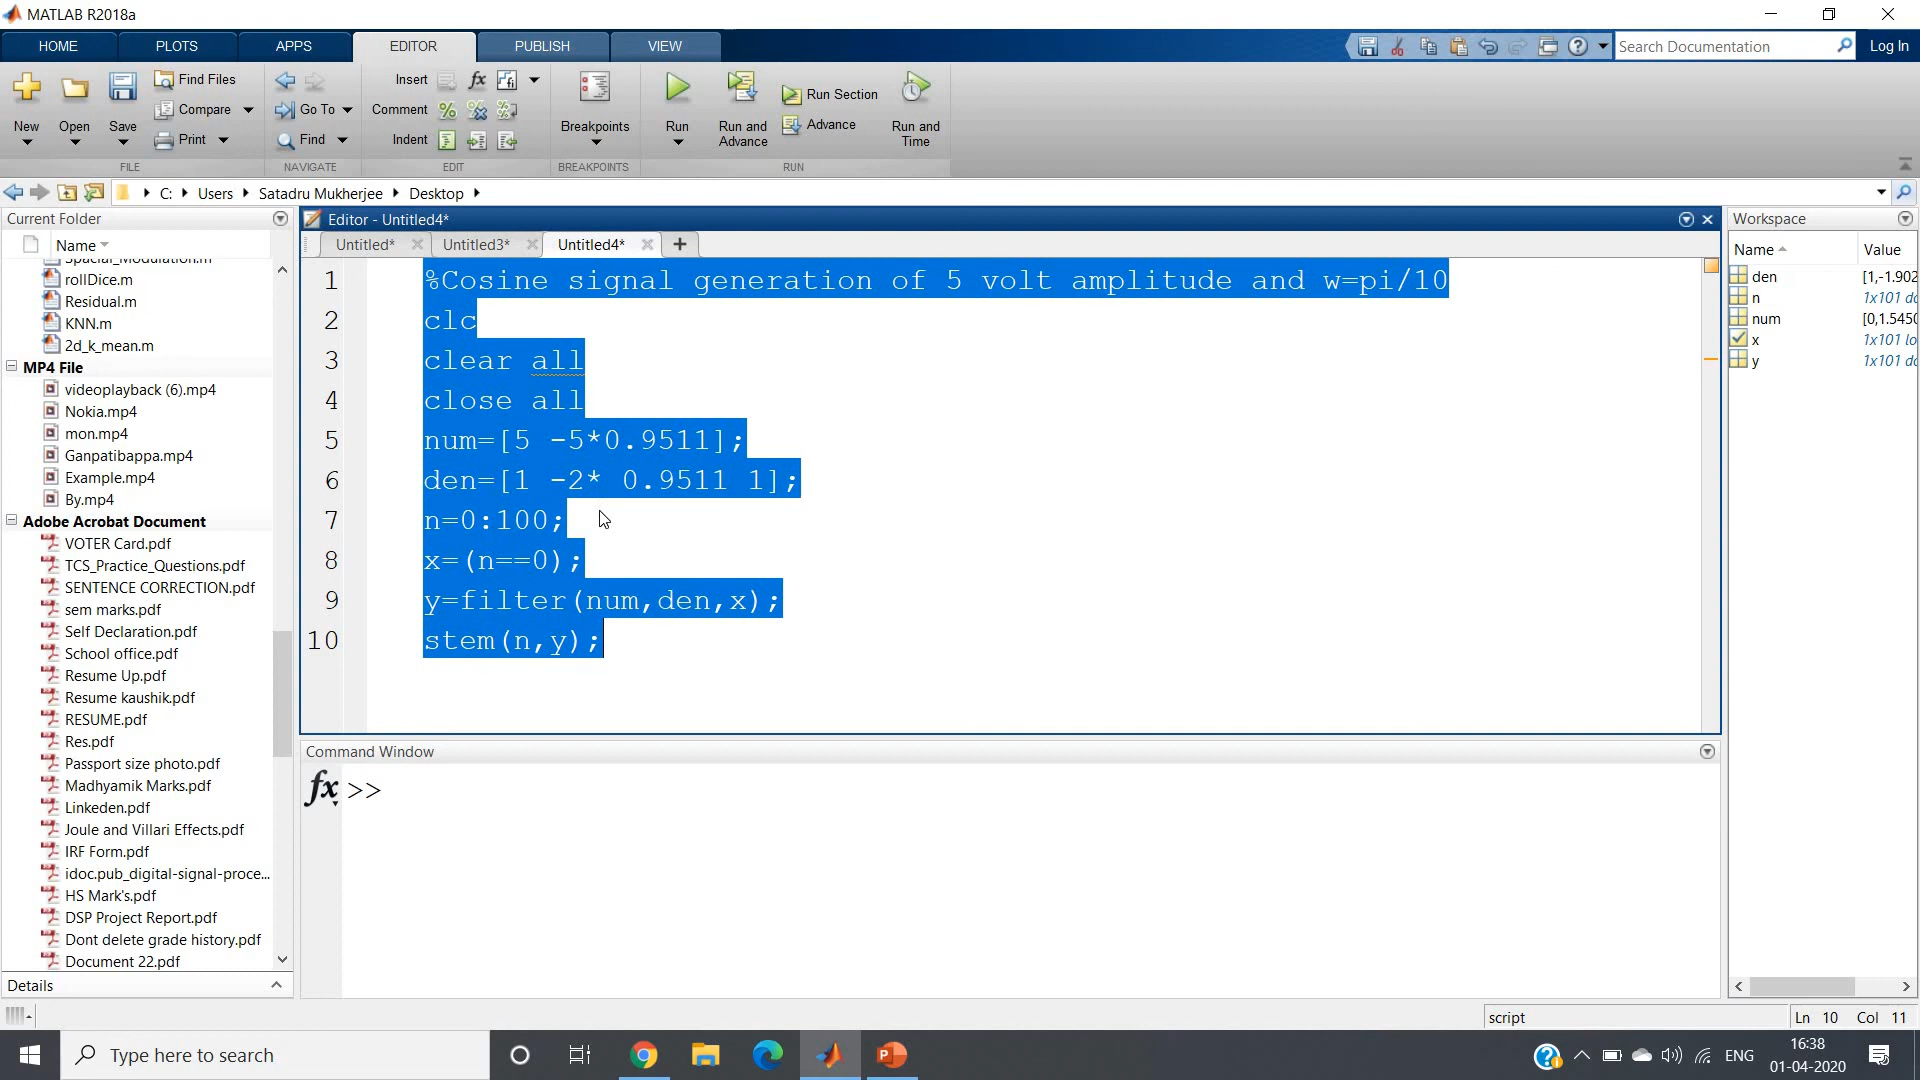 MATLAB R2018a
HOME PLOTS APPS EDITOR PUBLISH VIEW
Search Documentation Log In
Find Files Insert fx
Compare Go To Comment
Print Find Indent
New Open Save Breakpoints Run Run and Advance Run Section Advance Run and Time
FILE NAVIGATE EDIT BREAKPOINTS RUN
C: Users Satadru Mukherjee Desktop
Current Folder
Name
Spacial_Modulation.m
rollDice.m
Residual.m
KNN.m
2d_k_mean.m
MP4 File
videoplayback (6).mp4
Nokia.mp4
mon.mp4
Ganpatibappa.mp4
Example.mp4
By.mp4
Adobe Acrobat Document
VOTER Card.pdf
TCS_Practice_Questions.pdf
SENTENCE CORRECTION.pdf
sem marks.pdf
Self Declaration.pdf
School office.pdf
Resume Up.pdf
Resume kaushik.pdf
RESUME.pdf
Res.pdf
Passport size photo.pdf
Madhyamik Marks.pdf
Linkeden.pdf
Joule and Villari Effects.pdf
IRF Form.pdf
idoc.pub_digital-signal-proce...
HS Mark's.pdf
DSP Project Report.pdf
Dont delete grade history.pdf
Document 22.pdf
Details
Editor - Untitled4*
Untitled* Untitled3* Untitled4*
1 %Cosine signal generation of 5 volt amplitude and w=pi/10
2 clc
3 clear all
4 close all
5 num=[5 -5*0.9511];
6 den=[1 -2* 0.9511 1];
7 n=0:100;
8 x=(n==0);
9 y=filter(num,den,x);
10 stem(n,y);
Command Window
fx >>
Workspace
Name Value
den [1,-1.902
n 1x101 do
num [0,1.5450
x 1x101 lo
y 1x101 do
script Ln 10 Col 11
Type here to search
ENG 16:38
01-04-2020